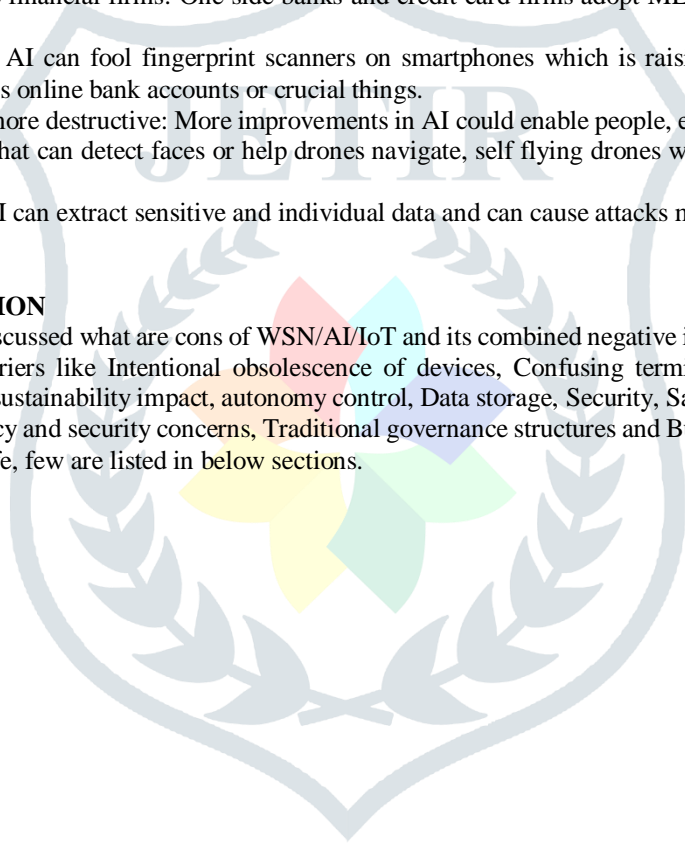 financial firms. One side banks and credit card firms adopt ML
AI can fool fingerprint scanners on smartphones which is rais
s online bank accounts or crucial things.
nore destructive: More improvements in AI could enable people, e
hat can detect faces or help drones navigate, self flying drones w
JETIR
I can extract sensitive and individual data and can cause attacks n
ION
scussed what are cons of WSN/AI/IoT and its combined negative i
riers like Intentional obsolescence of devices, Confusing term
sustainability impact, autonomy control, Data storage, Security, Sa
cy and security concerns, Traditional governance structures and B
fe, few are listed in below sections.